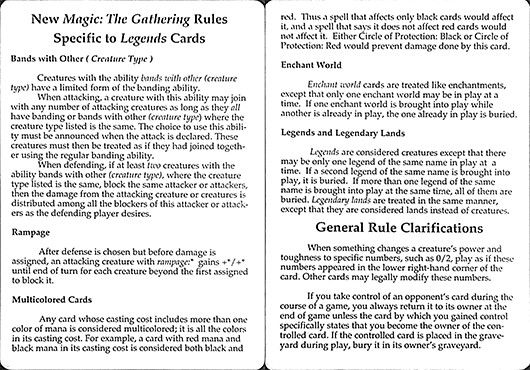 New Magic: The Gathering Rules
Specific to Legends Cards
Bands with Other ( Creature Type )
Creatures with the ability bands with other (creature
type) have a limited form of the banding ability.
When attacking, a creature with this ability may join
with any number of attacking creatures as long as they all
have banding or bands with other (creature type) where the
creature type listed is the same. The choice to use this abili-
ty must be announced when the attack is declared. These
creatures must then be treated as if they had joined togeth-
er using the regular banding ability.
When defending, if at least two creatures with the
ability bands with other (creature type), where the creature
type listed is the same, block the same attacker or attackers,
then the damage from the attacking creature or creatures is
distributed among all the blockers of this attacker or attack-
ers as the defending player desires.
Rampage
After defense is chosen but before damage is
assigned, an attacking creature with rampage:* gains +*/+*
until end of turn for each creature beyond the first assigned
to block it.
Multicolored Cards
Any card whose casting cost includes more than one
color of mana is considered multicolored; it is all the colors
in its casting cost. For example, a card with red mana and
black mana in its casting cost is considered both black and
red. Thus a spell that affects only black cards would affect
it, and a spell that says it does not affect red cards would
not affect it. Either Circle of Protection: Black or Circle of
Protection: Red would prevent damage done by this card.
Enchant World
Enchant world cards are treated like enchantments,
except that only one enchant world may be in play at a
time. If one enchant world is brought into play while
another is already in play, the one already in play is buried.
Legends and Legendary Lands
Legends are considered creatures except that there
may be only one legend of the same name in play at a
time. If a second legend of the same name is brought into
play, it is buried. If more than one legend of the same
name is brought into play at the same time, all of them are
buried. Legendary lands are treated in the same manner,
except that they are considered lands instead of creatures.
General Rule Clarifications
When something changes a creature's power and
toughness to specific numbers, such as 0/2, play as if these
numbers appeared in the lower right-hand corner of the
card. Other cards may legally modify these numbers.
If you take control of an opponent's card during the
course of a game, you always return it to its owner at the
end of game unless the card by which you gained control
specifically states that you become the owner of the con-
trolled card. If the controlled card is placed in the grave-
yard during play, bury it in its owner's graveyard.